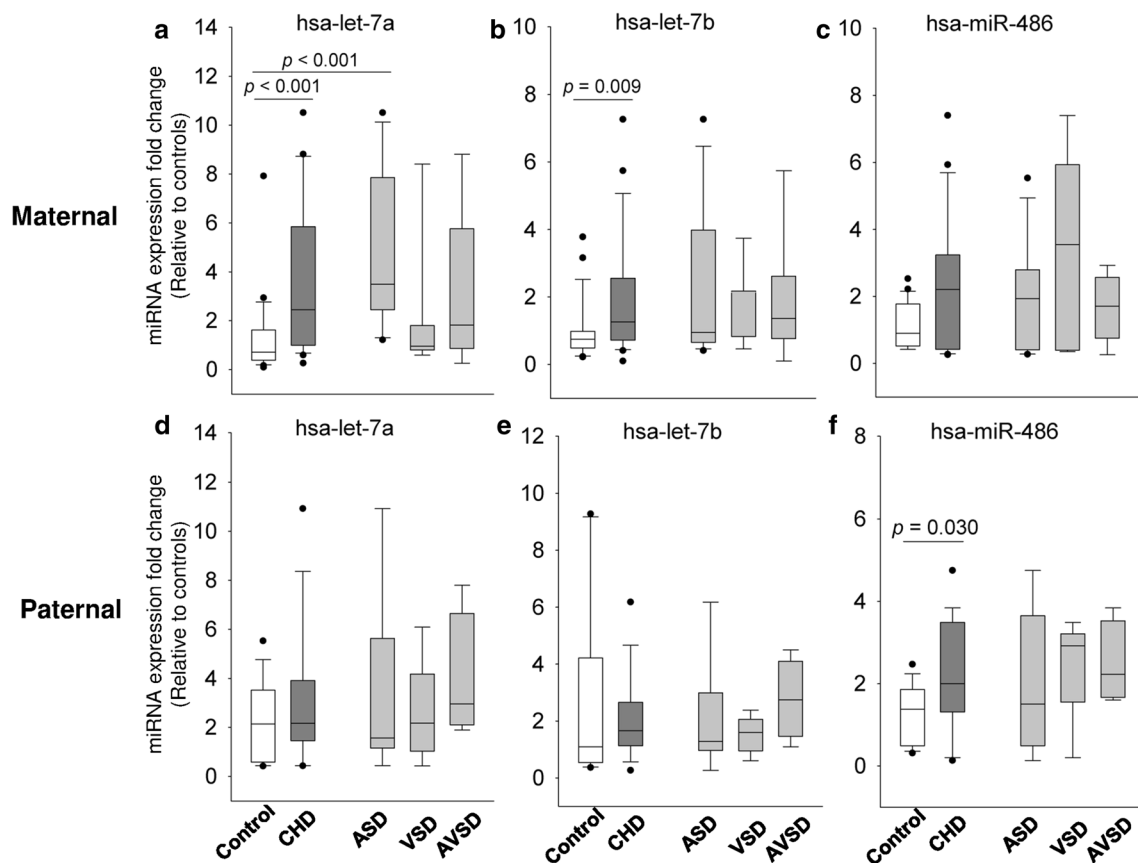 a hsa-let-7a
b hsa-let-7b
c hsa-miR-486
Maternal
miRNA expression fold change
(Relative to controls)
14
12
10
8
6
4
2
0
p < 0.001
p < 0.001
10
8
6
4
2
0
p = 0.009
10
8
6
4
2
0
d hsa-let-7a
e hsa-let-7b
f hsa-miR-486
Paternal
miRNA expression fold change
(Relative to controls)
14
12
10
8
6
4
2
0
12
10
8
6
4
2
0
8
6
4
2
0
p = 0.030
Control CHD ASD VSD AVSD
Control CHD ASD VSD AVSD
Control CHD ASD VSD AVSD